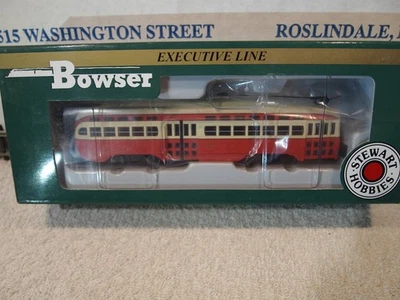 515 WASHINGTON STREET ROSLINDALE,
EXECUTIVE LINE
Bowser
STEWART
HOBBIES